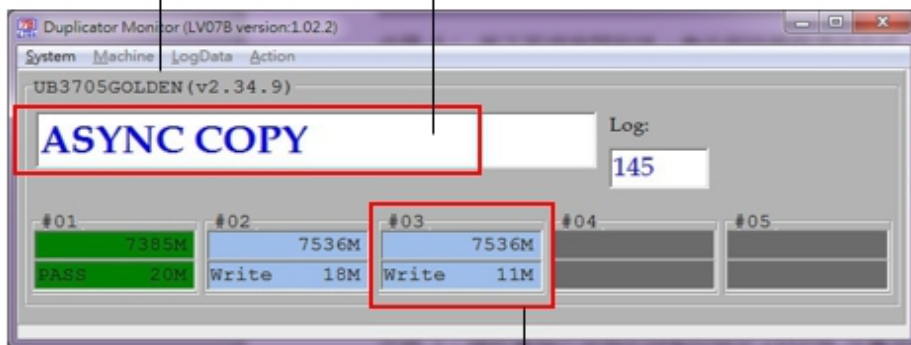 Duplicator Monitor (LV07B version:1.02.2)
System Machine LogData Action
UB3705GOLDEN(v2.34.9)
ASYNC COPY
Log:
145
#01 #02 #03 #04 #05
7385M 7536M 7536M
PASS 20M Write 18M Write 11M